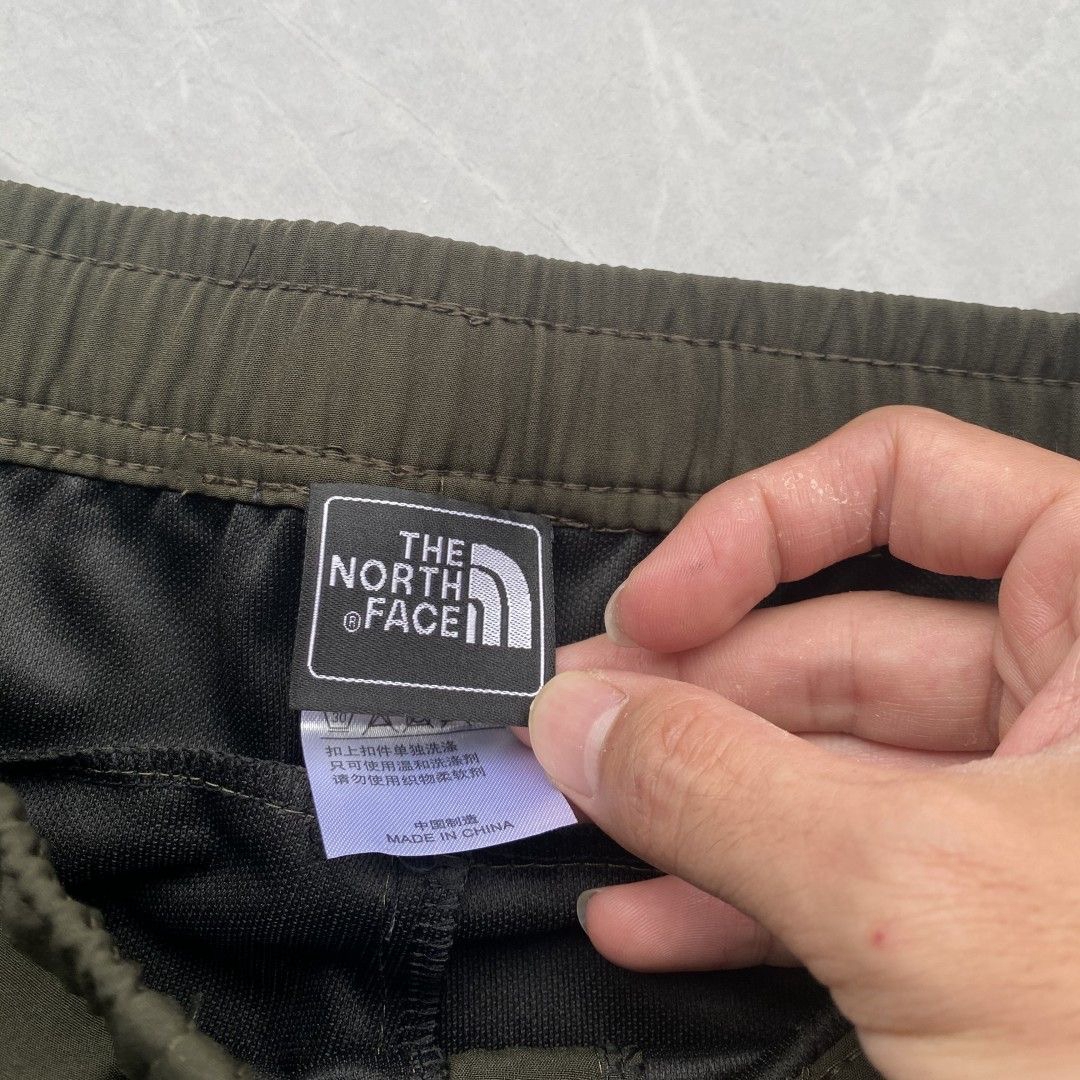 THE
NORTH
® FACE
30
扣上扣件单独洗涤
只可使用温和洗涤剂
请勿使用织物柔软剂
中国制造
MADE IN CHINA